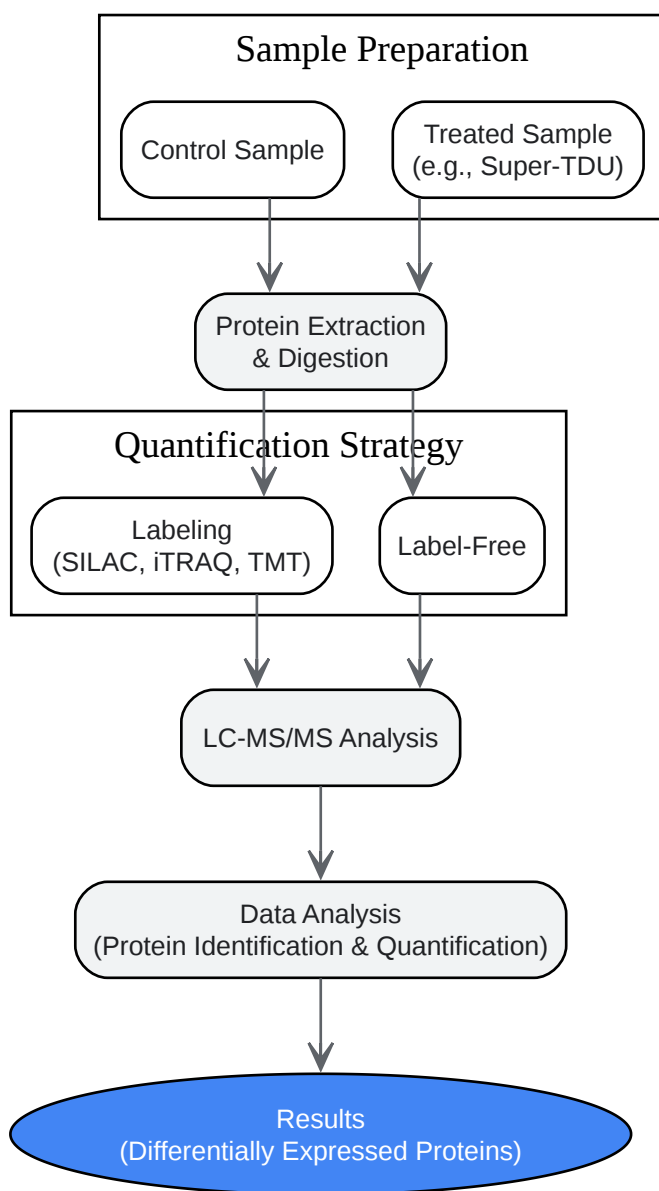 Sample Preparation
Control Sample
Treated Sample
(e.g., Super-TDU)
Protein Extraction
& Digestion
Quantification Strategy
Labeling
(SILAC, iTRAQ, TMT)
Label-Free
LC-MS/MS Analysis
Data Analysis
(Protein Identification & Quantification)
Results
(Differentially Expressed Proteins)